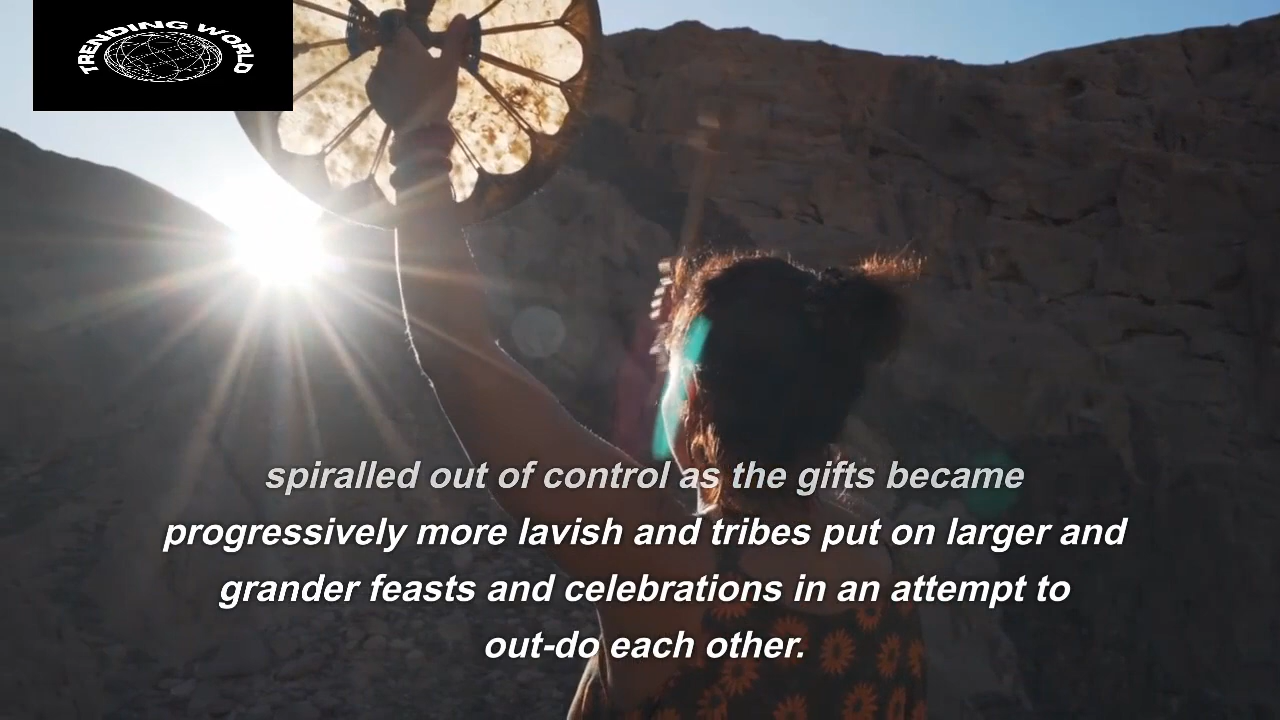 TRENDING WORLD
spiralled out of control as the gifts became
progressively more lavish and tribes put on larger and
grander feasts and celebrations in an attempt to
out-do each other.